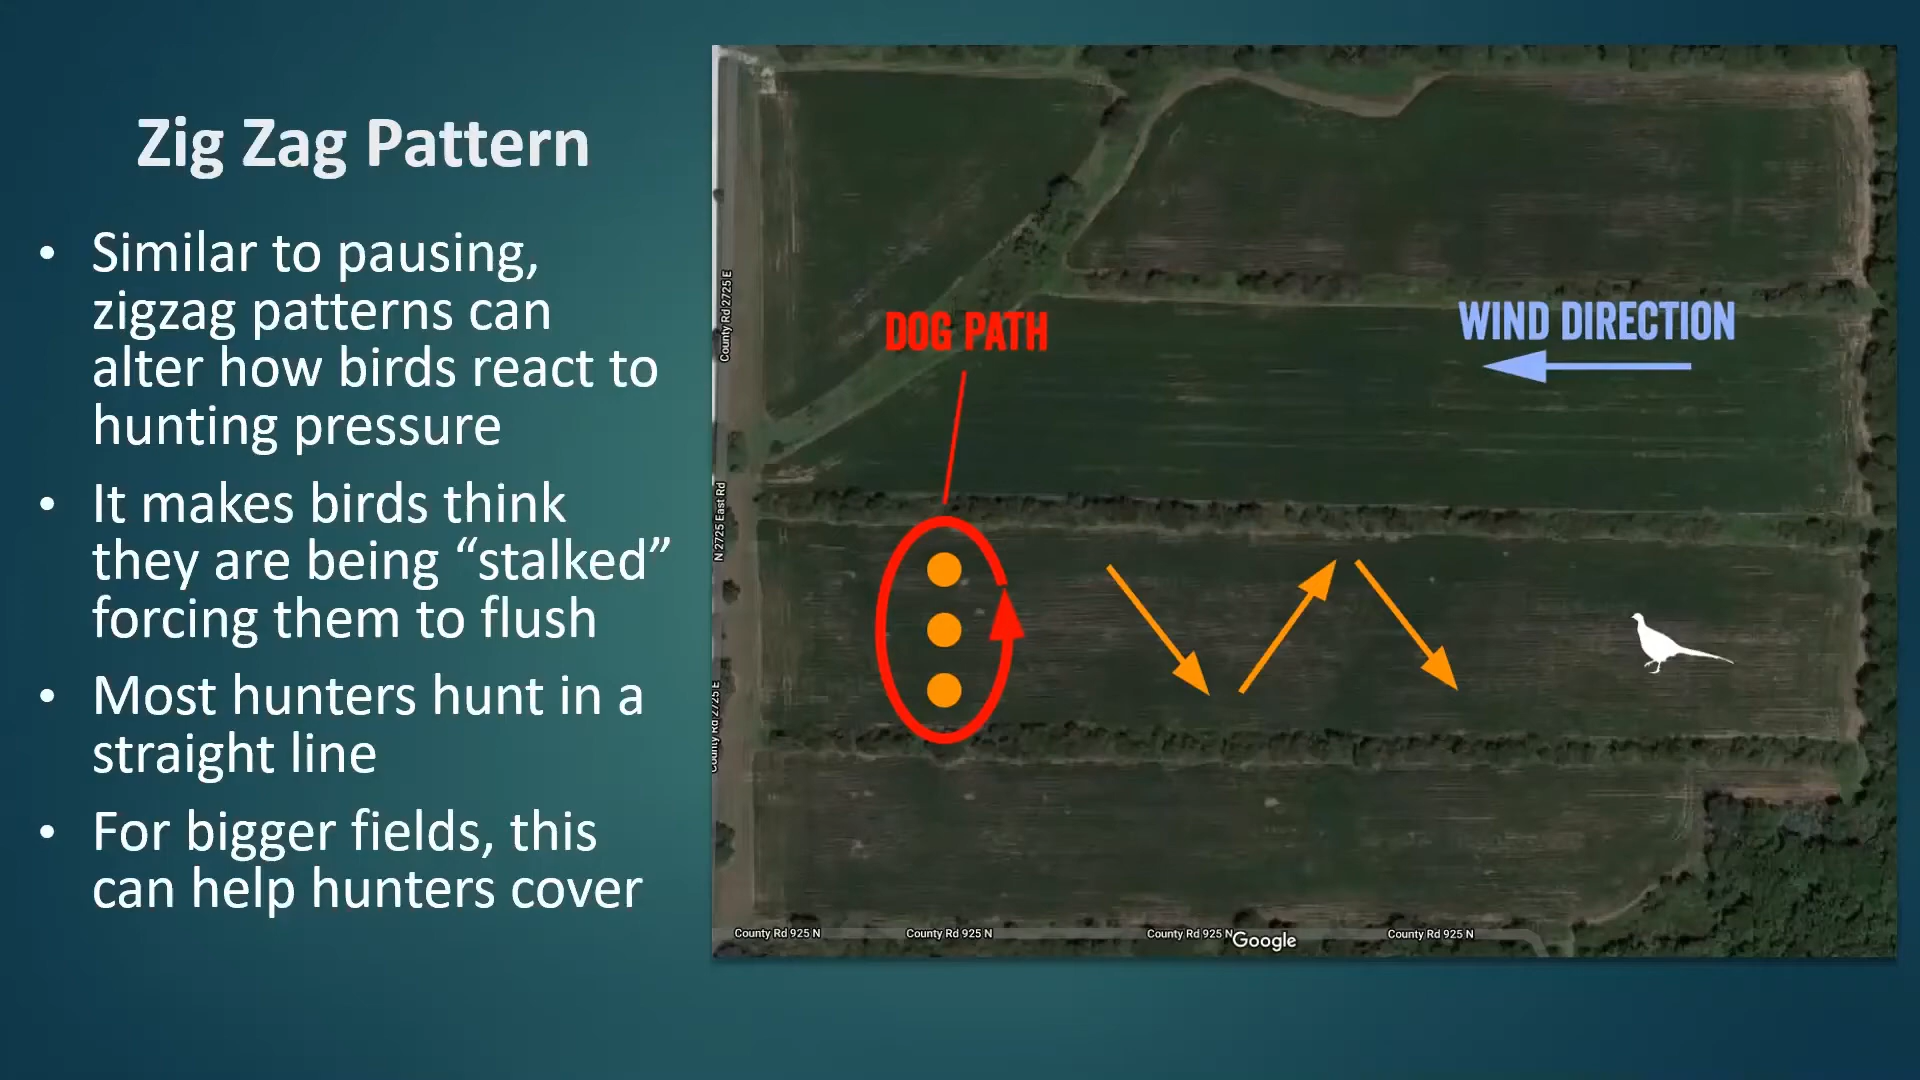 Zig Zag Pattern
• Similar to pausing,
zigzag patterns can
alter how birds react to
hunting pressure
• It makes birds think
they are being “stalked”
forcing them to flush
• Most hunters hunt in a
straight line
• For bigger fields, this
can help hunters cover
DOG PATH
WIND DIRECTION
County Rd 2725 E
N 2725 East Rd
County Rd 2725 E
County Rd 925 N
County Rd 925 N
County Rd 925 N
Google
County Rd 925 N